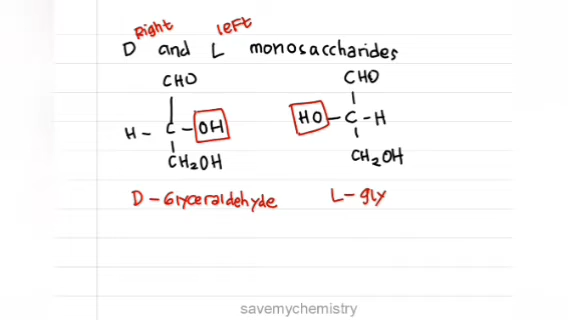 Right left
D and L monosaccharides
CHO CHO
H - C - OH HO - C - H
CH₂OH CH₂OH
D - Glyceraldehyde L - gly
savemychemistry